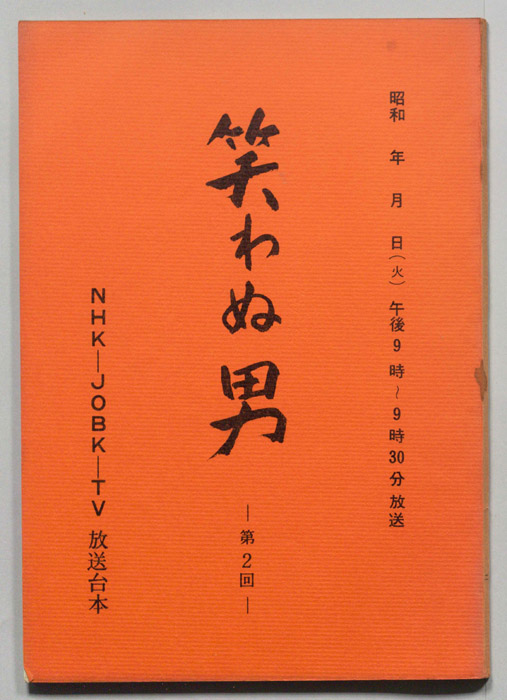 昭和　年　月　日（火）午後9時～9時30分放送
笑わぬ男
―第2回―
NHK―JOBK―TV 放送台本